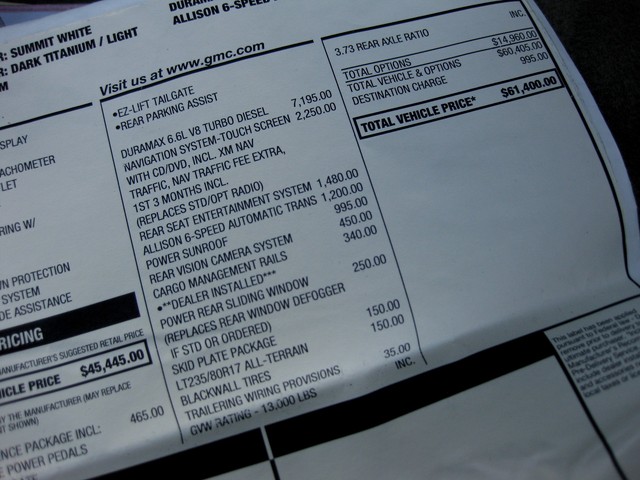 R: SUMMIT WHITE
R: DARK TITANIUM / LIGHT
M
DURAM
ALLISON 6-SPEED
SPLAY
ACHOMETER
LET
RING W/
N PROTECTION
SYSTEM
DE ASSISTANCE
RICING
MANUFACTURER'S SUGGESTED RETAIL PRICE
ICLE PRICE $45,445.00
BY THE MANUFACTURER (MAY REPLACE
T SHOWN)
465.00
NCE PACKAGE INCL:
E POWER PEDALS
Visit us at www.gmc.com
•EZ-LIFT TAILGATE
•REAR PARKING ASSIST
DURAMAX 6.6L V8 TURBO DIESEL 7,195.00
NAVIGATION SYSTEM-TOUCH SCREEN 2,250.00
WITH CD/DVD, INCL. XM NAV
TRAFFIC, NAV TRAFFIC FEE EXTRA,
1ST 3 MONTHS INCL.
(REPLACES STD/OPT RADIO)
REAR SEAT ENTERTAINMENT SYSTEM 1,480.00
ALLISON 6-SPEED AUTOMATIC TRANS 1,200.00
POWER SUNROOF 995.00
REAR VISION CAMERA SYSTEM 450.00
CARGO MANAGEMENT RAILS 340.00
•**DEALER INSTALLED***
POWER REAR SLIDING WINDOW 250.00
(REPLACES REAR WINDOW DEFOGGER
IF STD OR ORDERED)
SKID PLATE PACKAGE 150.00
LT235/80R17 ALL-TERRAIN 150.00
BLACKWALL TIRES
TRAILERING WIRING PROVISIONS 35.00
GVW RATING - 13,000 LBS INC.
3.73 REAR AXLE RATIO INC.
TOTAL OPTIONS $14,960.00
TOTAL VEHICLE & OPTIONS $60,405.00
DESTINATION CHARGE 995.00
TOTAL VEHICLE PRICE* $61,400.00
This label has been applied